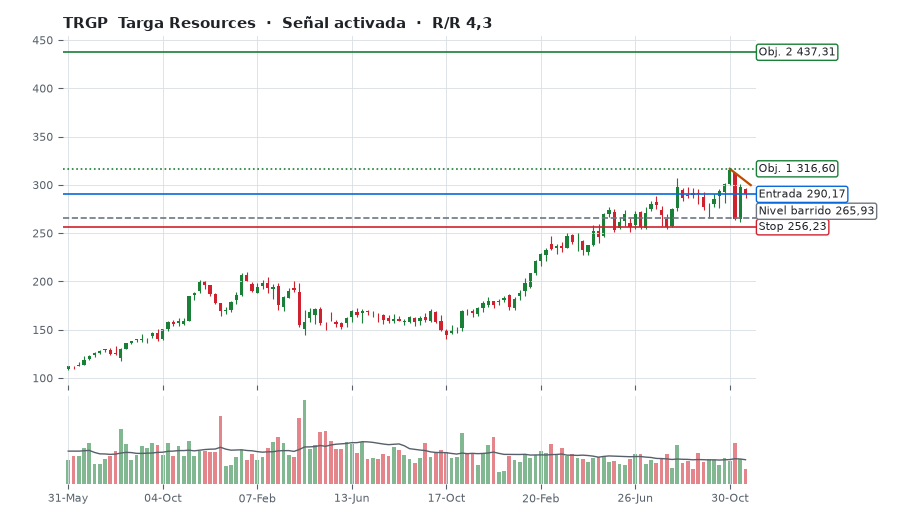 TRGP Targa Resources · Señal activada · R/R 4,3
450
400
350
300
250
200
150
100
Obj. 2 437,31
Obj. 1 316,60
Entrada 290,17
Nivel barrido 265,93
Stop 256,23
31-May
04-Oct
07-Feb
13-Jun
17-Oct
20-Feb
26-Jun
30-Oct